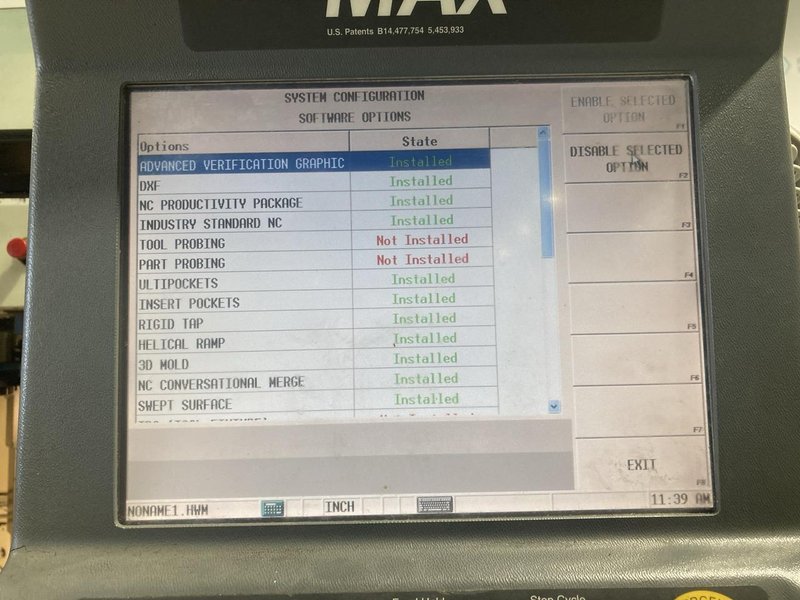 MAX
U.S. Patents B14,477,754 5,453,933
SYSTEM CONFIGURATION
SOFTWARE OPTIONS
Options State
ADVANCED VERIFICATION GRAPHIC Installed
DXF Installed
NC PRODUCTIVITY PACKAGE Installed
INDUSTRY STANDARD NC Installed
TOOL PROBING Not Installed
PART PROBING Not Installed
ULTIPOCKETS Installed
INSERT POCKETS Installed
RIGID TAP Installed
HELICAL RAMP Installed
3D MOLD Installed
NC CONVERSATIONAL MERGE Installed
SWEPT SURFACE Installed
Not Installed
ENABLE SELECTED
OPTION
F1
DISABLE SELECTED
OPTION
F2
F3
F4
F5
F6
F7
EXIT
F8
NONAME1.HWM INCH 11:39 AM
Stop Cycle